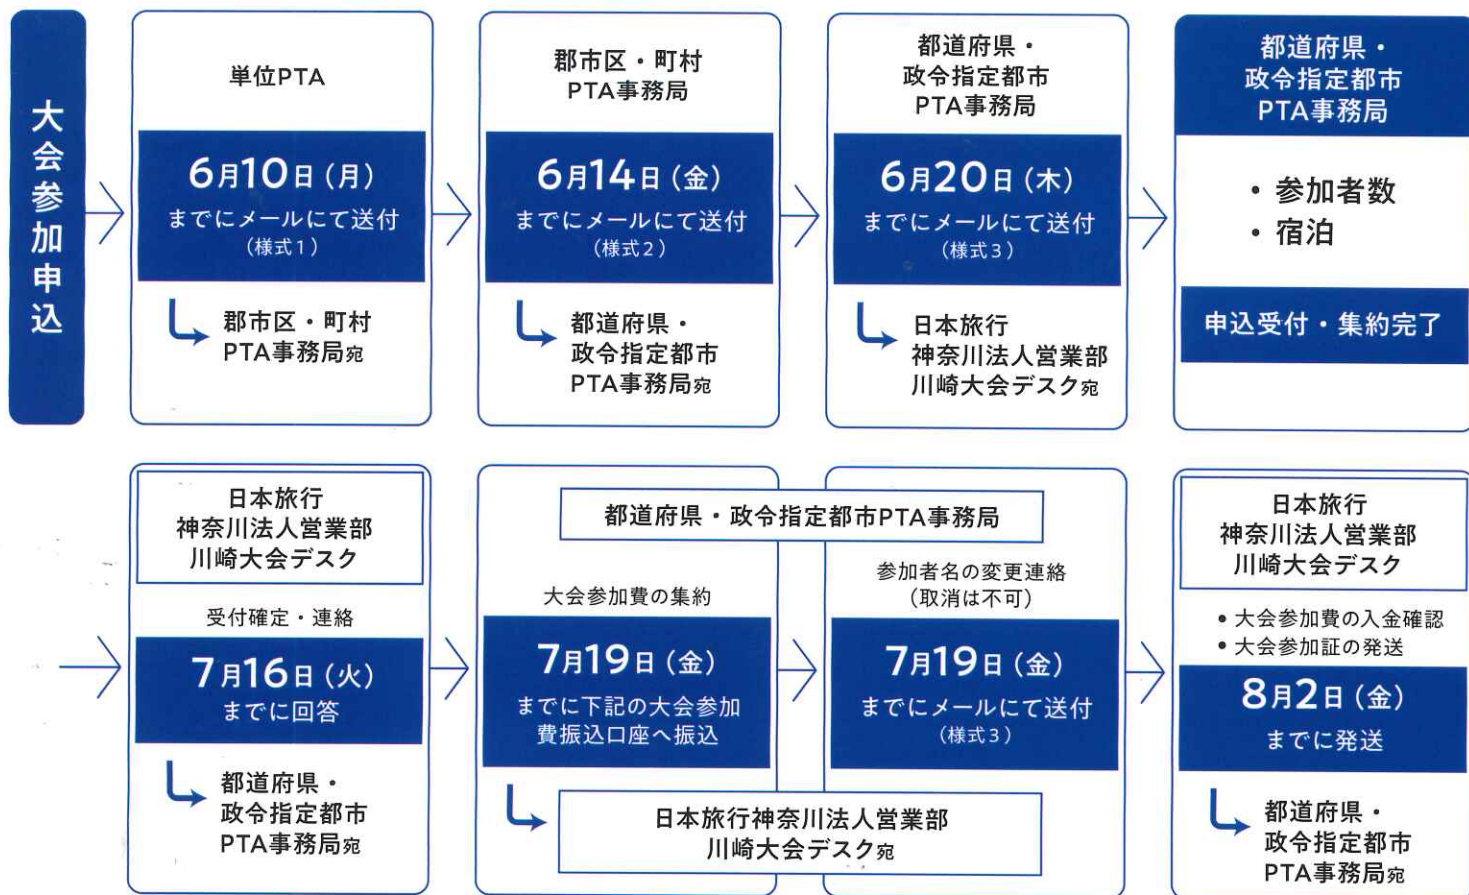 大会参加申込
単位PTA
6月10日（月）
までにメールにて送付
（様式1）
郡市区・町村
PTA事務局宛
郡市区・町村
PTA事務局
6月14日（金）
までにメールにて送付
（様式2）
都道府県・
政令指定都市
PTA事務局宛
都道府県・
政令指定都市
PTA事務局
6月20日（木）
までにメールにて送付
（様式3）
日本旅行
神奈川法人営業部
川崎大会デスク宛
都道府県・
政令指定都市
PTA事務局
・参加者数
・宿泊
申込受付・集約完了
日本旅行
神奈川法人営業部
川崎大会デスク
受付確定・連絡
7月16日（火）
までに回答
都道府県・
政令指定都市
PTA事務局宛
都道府県・政令指定都市PTA事務局
大会参加費の集約
7月19日（金）
までに下記の大会参加
費振込口座へ振込
参加者名の変更連絡
（取消は不可）
7月19日（金）
までにメールにて送付
（様式3）
日本旅行神奈川法人営業部
川崎大会デスク宛
日本旅行
神奈川法人営業部
川崎大会デスク
• 大会参加費の入金確認
• 大会参加証の発送
8月2日（金）
までに発送
都道府県・
政令指定都市
PTA事務局宛